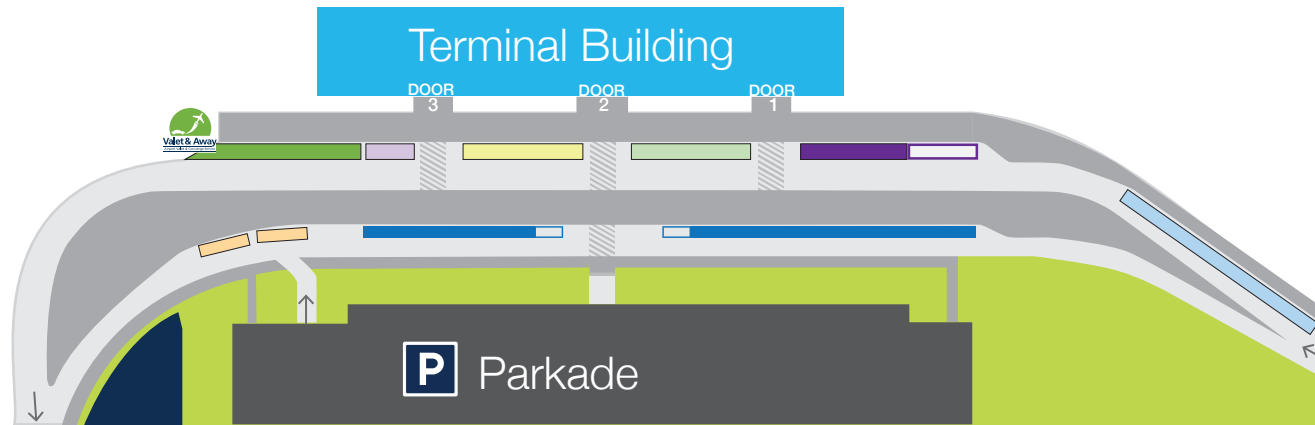 Terminal Building
DOOR
3
DOOR
2
DOOR
1
Valet & Away
P
Parkade